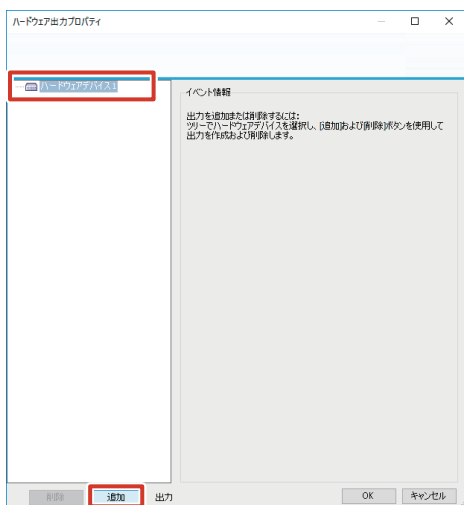 ハードウェア出力プロパティ
ハードウェアデバイス1
イベント情報
出力を追加または削除するには:
ツリーでハードウェアデバイスを選択し、[追加]および[削除]ボタンを使用して
出力を作成および削除します。
削除 追加 出力 OK キャンセル